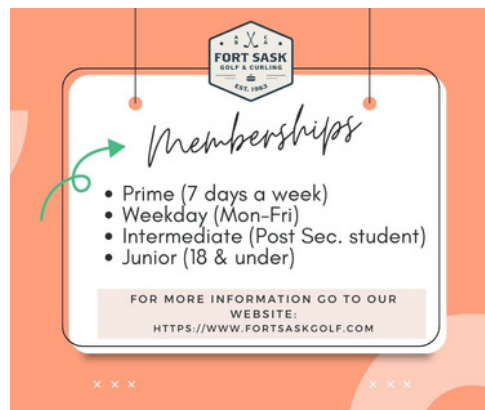 FORT SASK
GOLF & CURLING
EST. 1963
Memberships
• Prime (7 days a week)
• Weekday (Mon-Fri)
• Intermediate (Post Sec. student)
• Junior (18 & under)
FOR MORE INFORMATION GO TO OUR
WEBSITE:
HTTPS://WWW.FORTSASKGOLF.COM